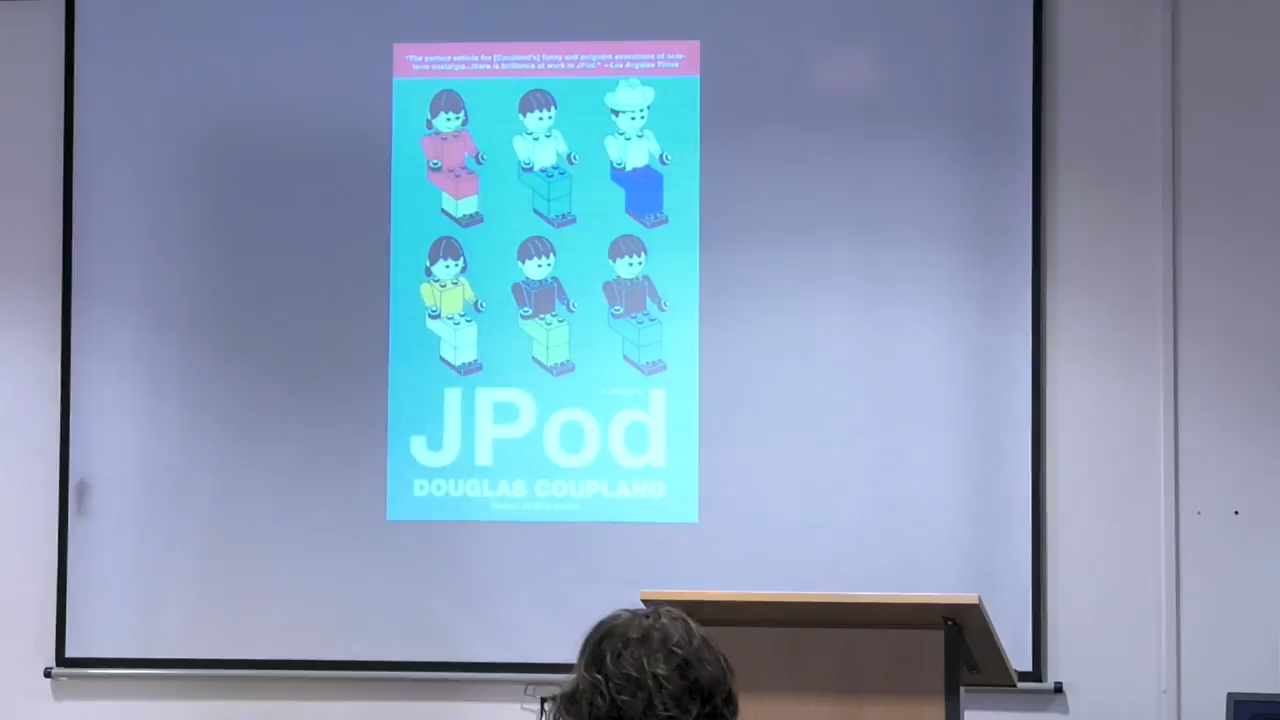 "The perfect vehicle for [Coupland's] funny and poignant evocations of near-
term nostalgia...there is brilliance at work in JPod." –Los Angeles Times
JPod
DOUGLAS COUPLAND